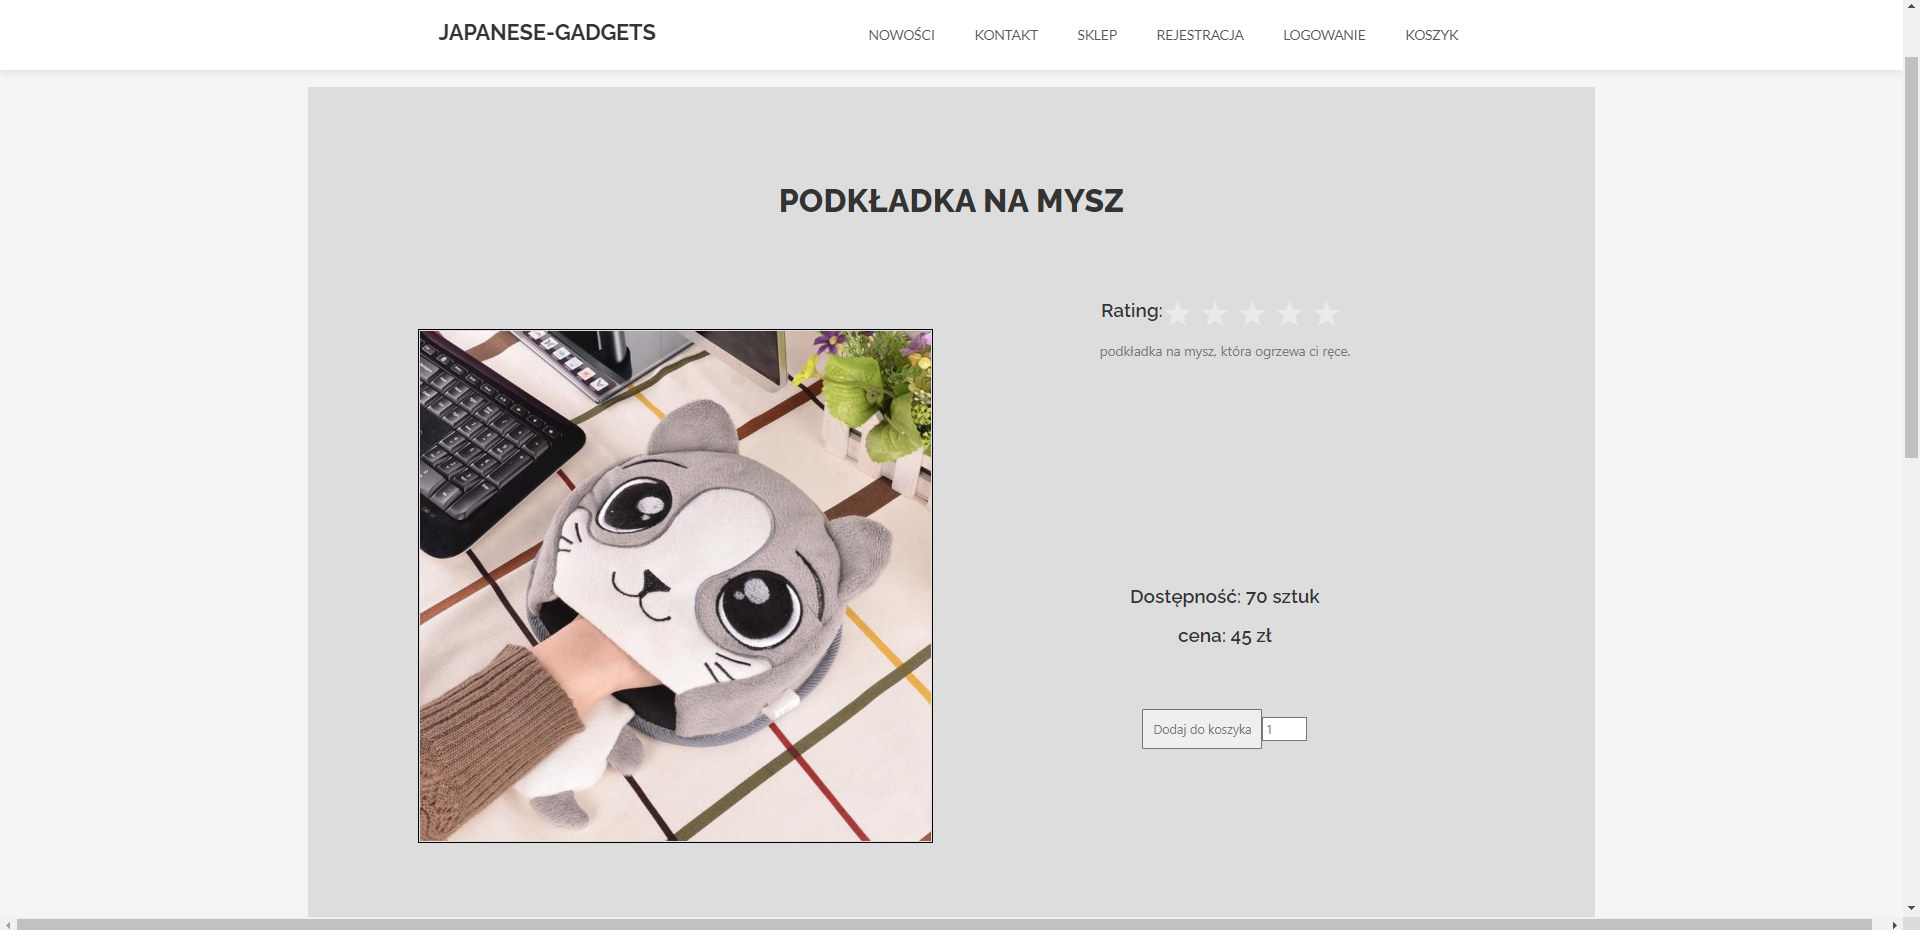 JAPANESE-GADGETS
NOWOŚCI KONTAKT SKLEP REJESTRACJA LOGOWANIE KOSZYK
PODKŁADKA NA MYSZ
Rating:
podkładka na mysz, która ogrzewa ci ręce.
Dostępność: 70 sztuk
cena: 45 zł
Dodaj do koszyka 1